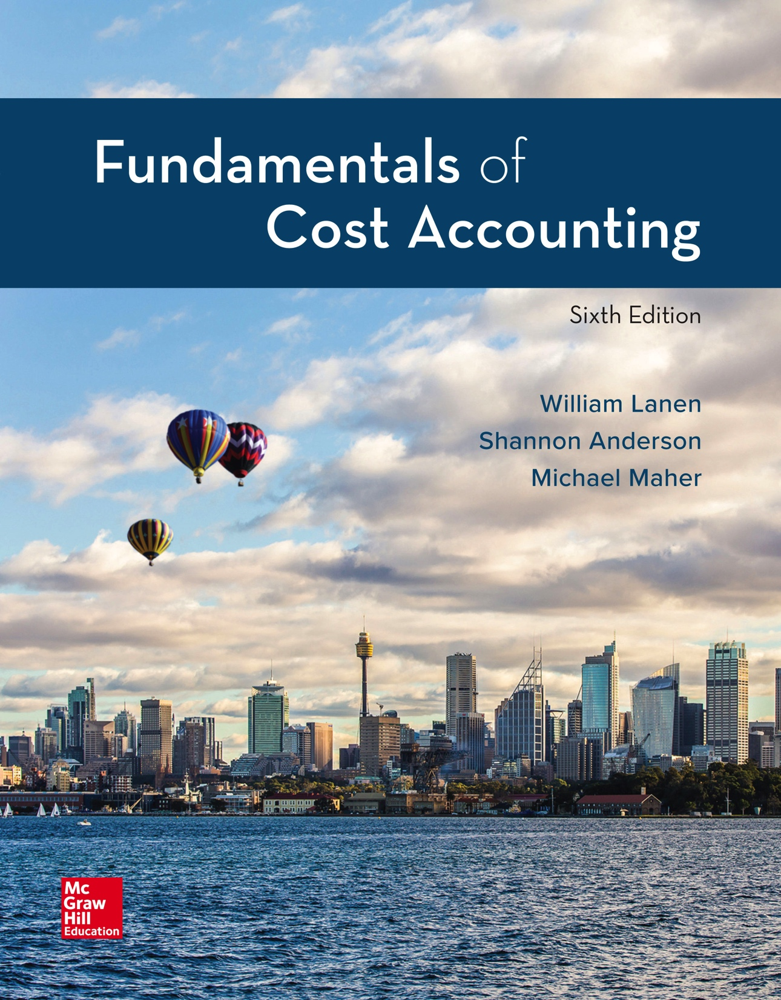 Fundamentals of
Cost Accounting
Sixth Edition
William Lanen
Shannon Anderson
Michael Maher
Mc
Graw
Hill
Education